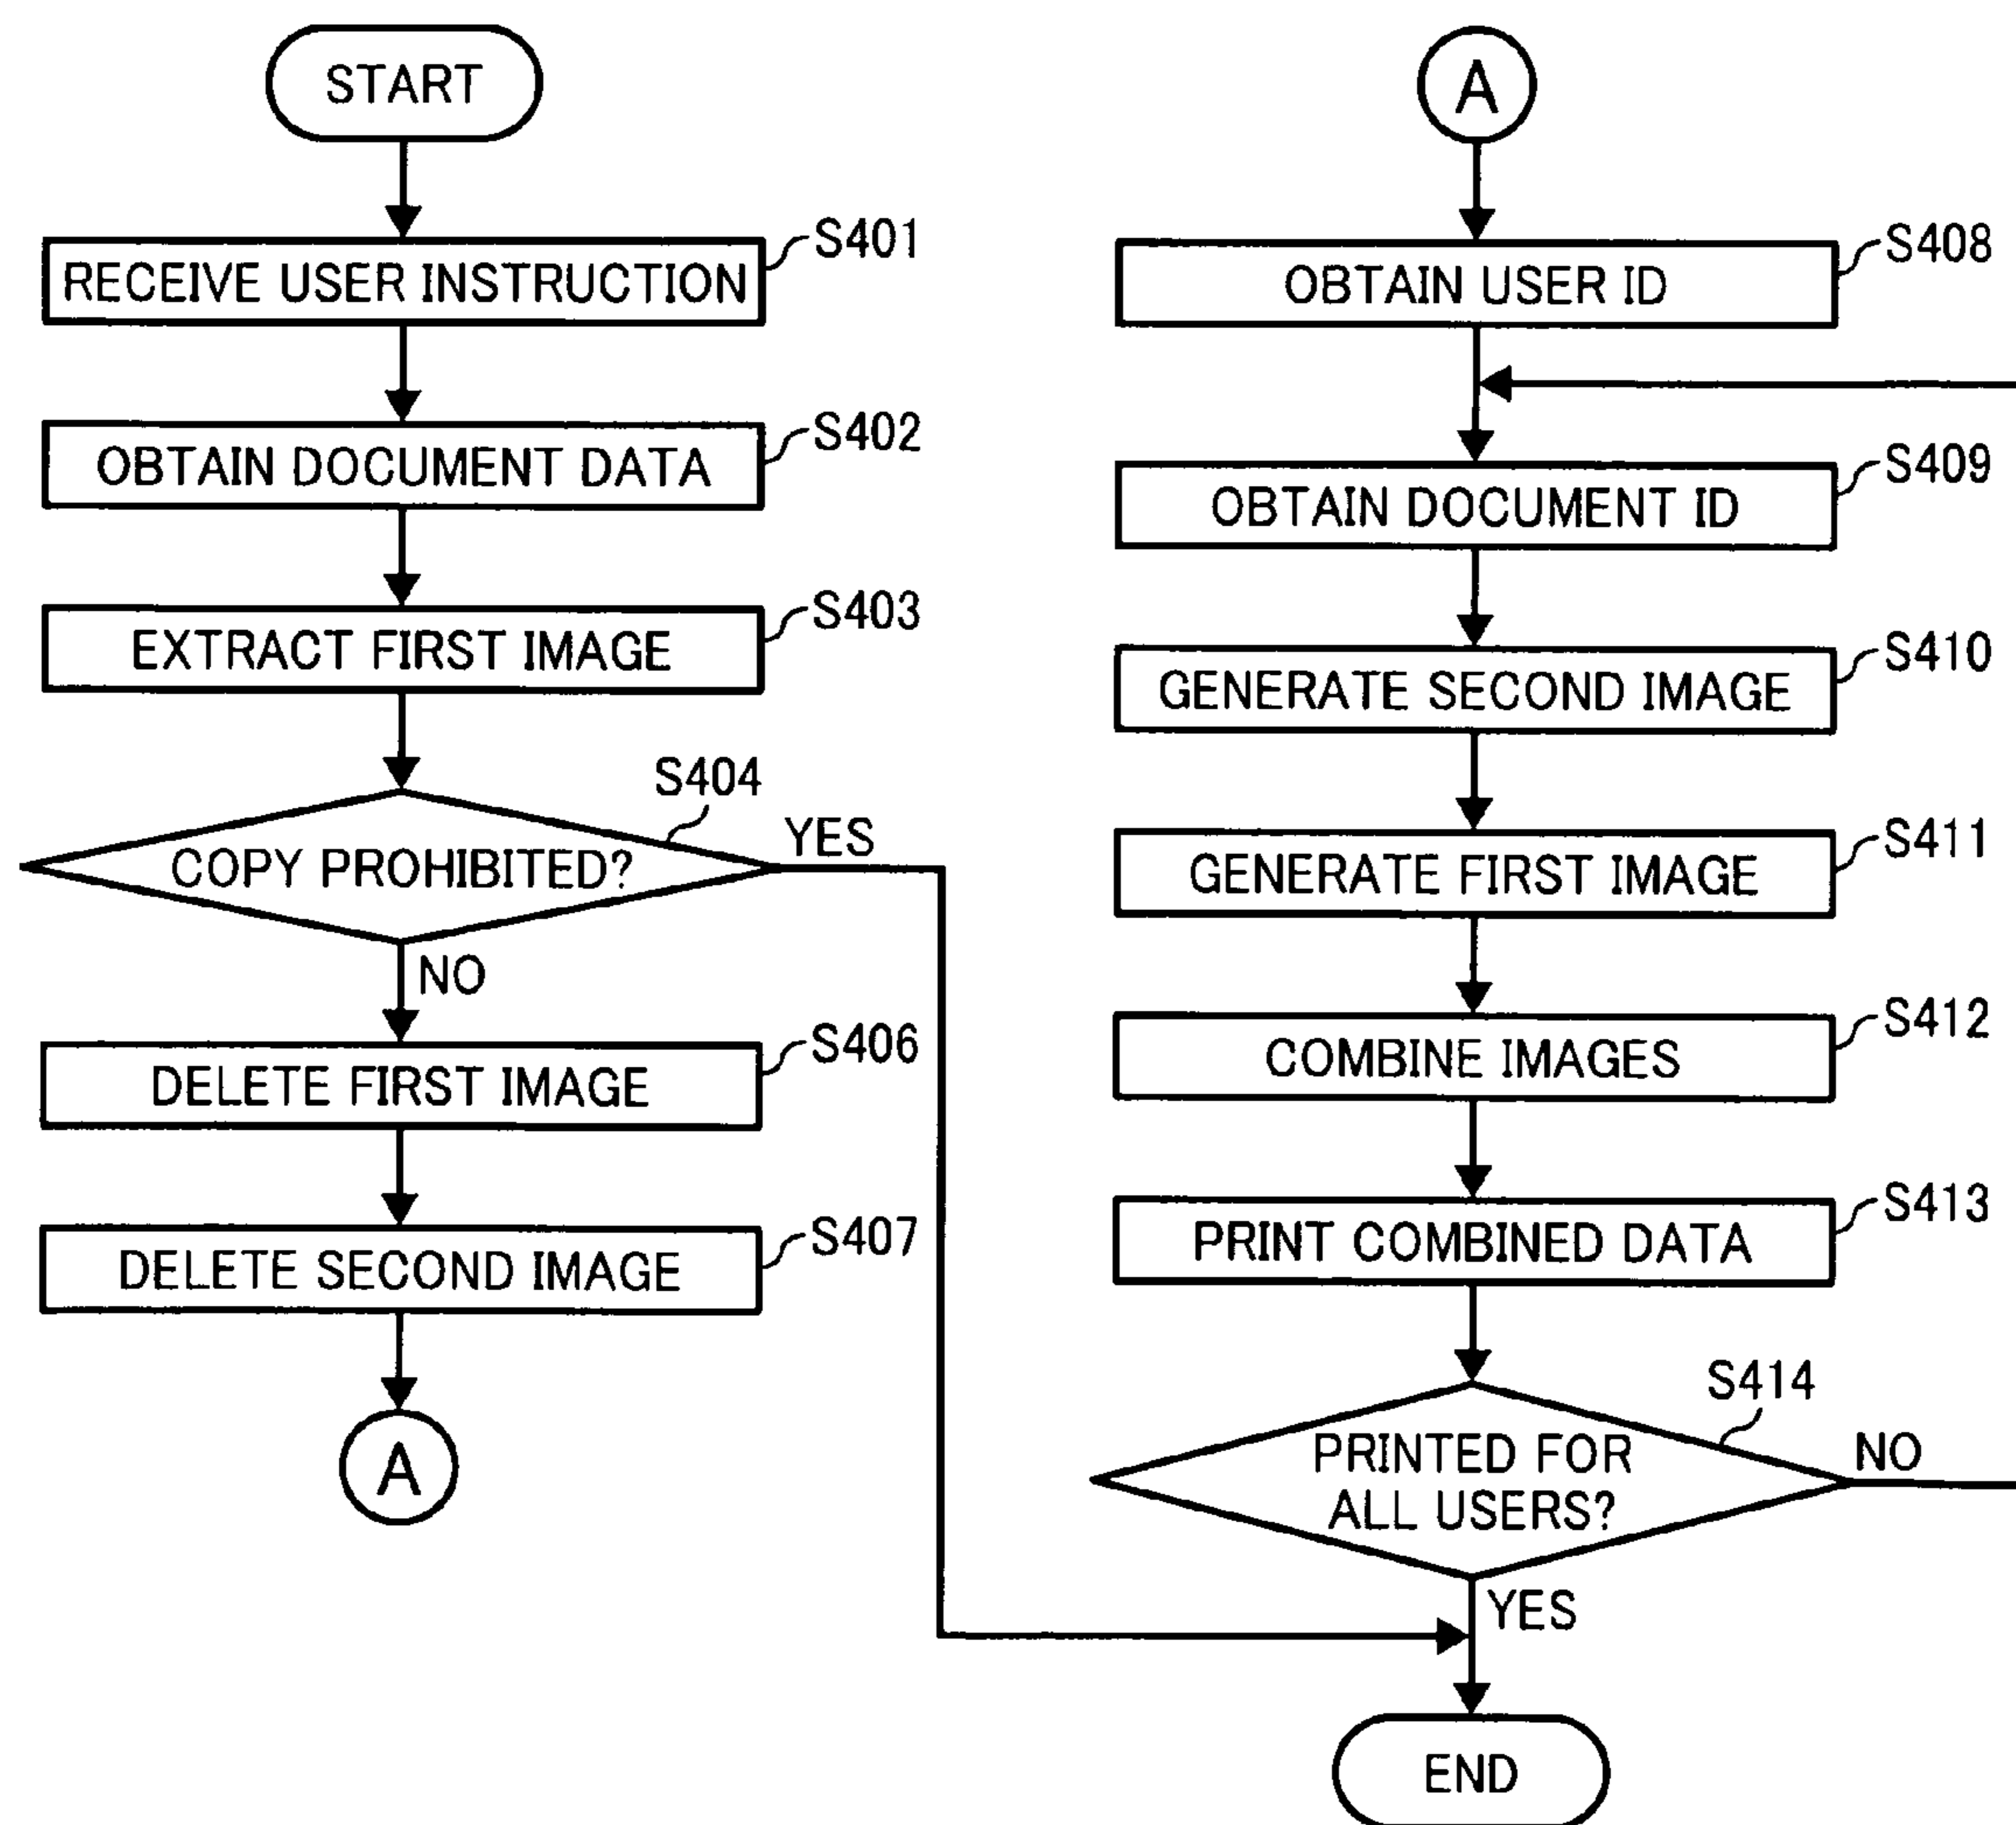 START
S401
RECEIVE USER INSTRUCTION
S402
OBTAIN DOCUMENT DATA
S403
EXTRACT FIRST IMAGE
S404
COPY PROHIBITED?
YES
NO
S406
DELETE FIRST IMAGE
S407
DELETE SECOND IMAGE
A
A
S408
OBTAIN USER ID
S409
OBTAIN DOCUMENT ID
S410
GENERATE SECOND IMAGE
S411
GENERATE FIRST IMAGE
S412
COMBINE IMAGES
S413
PRINT COMBINED DATA
S414
PRINTED FOR
ALL USERS?
NO
YES
END